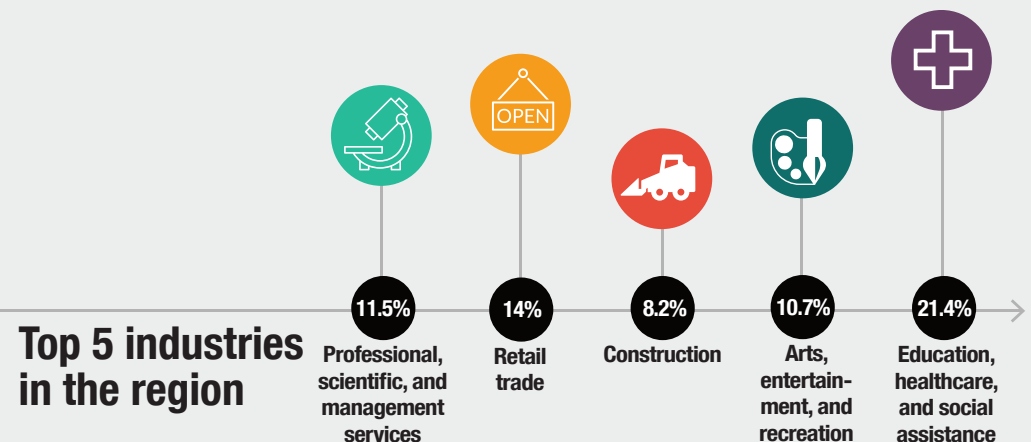 OPEN
11.5%
14%
8.2%
10.7%
21.4%
Top 5 industries
in the region
Professional,
scientific, and
management
services
Retail
trade
Construction
Arts,
entertain-
ment, and
recreation
Education,
healthcare,
and social
assistance